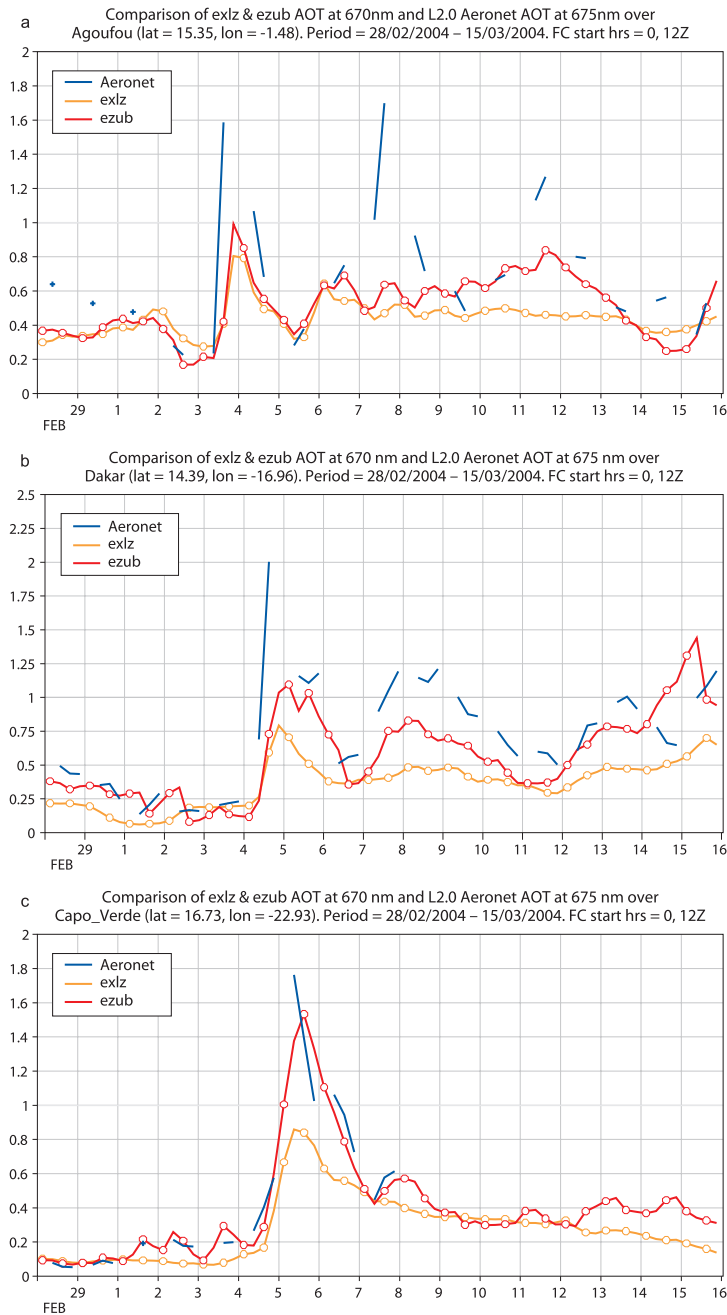 a
Comparison of exlz & ezub AOT at 670nm and L2.0 Aeronet AOT at 675nm over
Agoufou (lat = 15.35, lon = -1.48). Period = 28/02/2004 – 15/03/2004. FC start hrs = 0, 12Z
2
1.8
1.6
1.4
1.2
1
0.8
0.6
0.4
0.2
0
Aeronet
exlz
ezub
29 1 2 3 4 5 6 7 8 9 10 11 12 13 14 15 16
FEB
b
Comparison of exlz & ezub AOT at 670 nm and L2.0 Aeronet AOT at 675 nm over
Dakar (lat = 14.39, lon = -16.96). Period = 28/02/2004 – 15/03/2004. FC start hrs = 0, 12Z
2.5
2.25
2
1.75
1.5
1.25
1
0.75
0.5
0.25
0
Aeronet
exlz
ezub
29 1 2 3 4 5 6 7 8 9 10 11 12 13 14 15 16
FEB
c
Comparison of exlz & ezub AOT at 670 nm and L2.0 Aeronet AOT at 675 nm over
Capo_Verde (lat = 16.73, lon = -22.93). Period = 28/02/2004 – 15/03/2004. FC start hrs = 0, 12Z
2
1.8
1.6
1.4
1.2
1
0.8
0.6
0.4
0.2
0
Aeronet
exlz
ezub
29 1 2 3 4 5 6 7 8 9 10 11 12 13 14 15 16
FEB